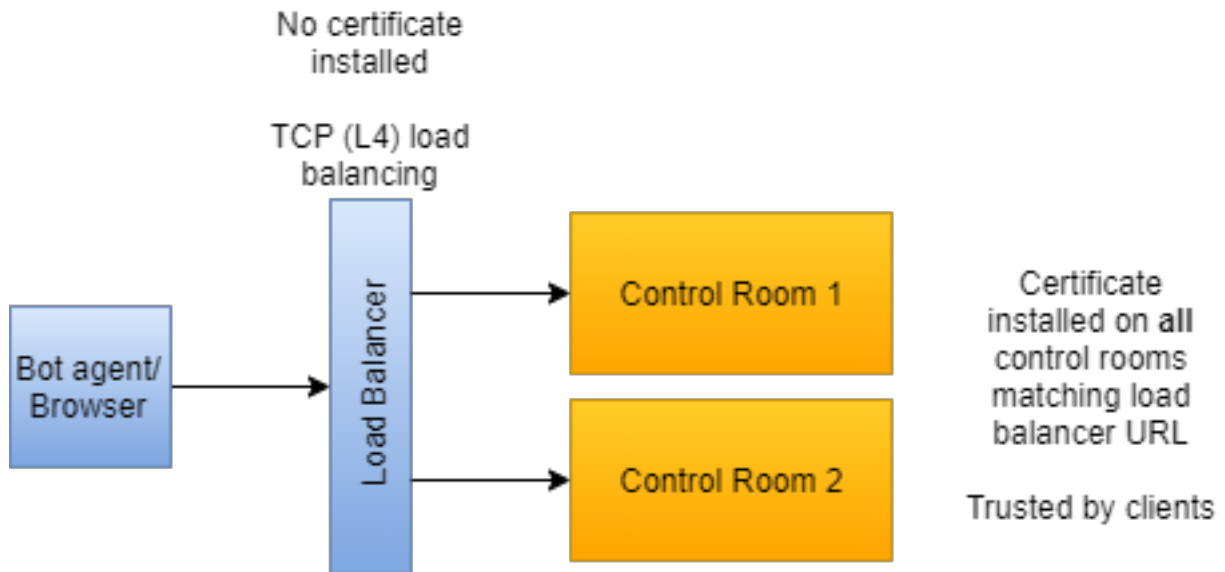 No certificate
installed
TCP (L4) load
balancing
Load Balancer
Bot agent/
Browser
Control Room 1
Control Room 2
Certificate
installed on all
control rooms
matching load
balancer URL
Trusted by clients